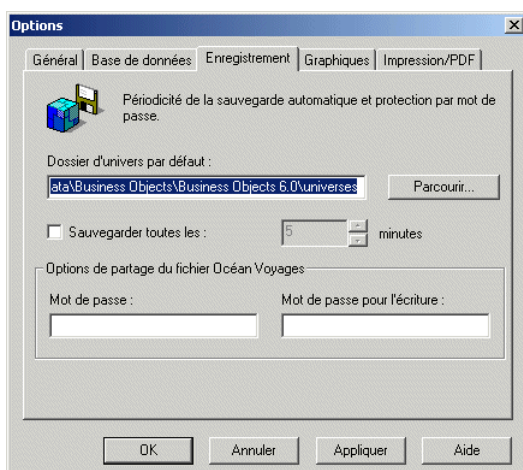 Options
Général
Base de données
Enregistrement
Graphiques
Impression/PDF
Périodicité de la sauvegarde automatique et protection par mot de
passe.
Dossier d'univers par défaut :
ata\Business Objects\Business Objects 6.0\universes
Parcourir...
Sauvegarder toutes les :
5
minutes
Options de partage du fichier Océan Voyages
Mot de passe :
Mot de passe pour l'écriture :
OK
Annuler
Appliquer
Aide